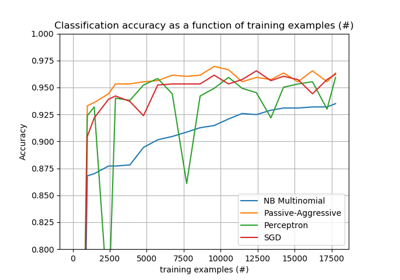 Classification accuracy as a function of training examples (#)
1.000
0.975
0.950
0.925
0.900
0.875
0.850
0.825
0.800
Accuracy
NB Multinomial
Passive-Aggressive
Perceptron
SGD
0 2500 5000 7500 10000 12500 15000 17500
training examples (#)